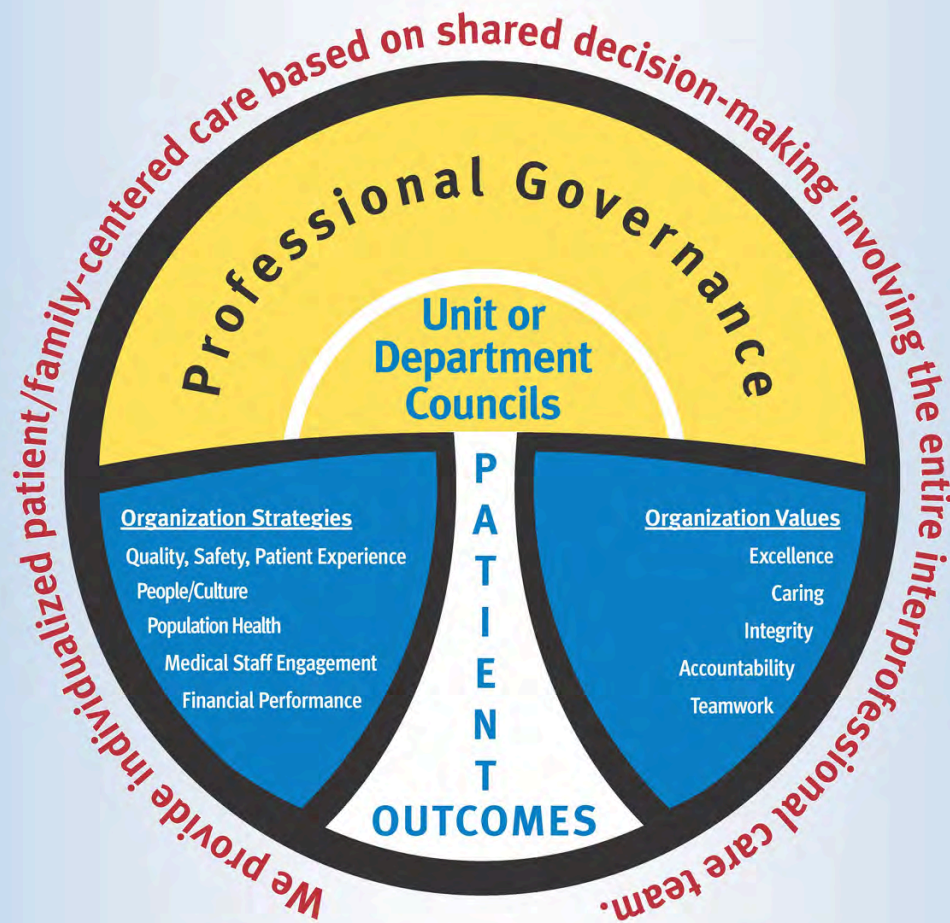 We provide individualized patient/family-centered care based on shared decision-making involving the entire interprofessional care team.
Professional Governance
Unit or
Department
Councils
Organization Strategies
Quality, Safety, Patient Experience
People/Culture
Population Health
Medical Staff Engagement
Financial Performance
PATIENT
OUTCOMES
Organization Values
Excellence
Caring
Integrity
Accountability
Teamwork